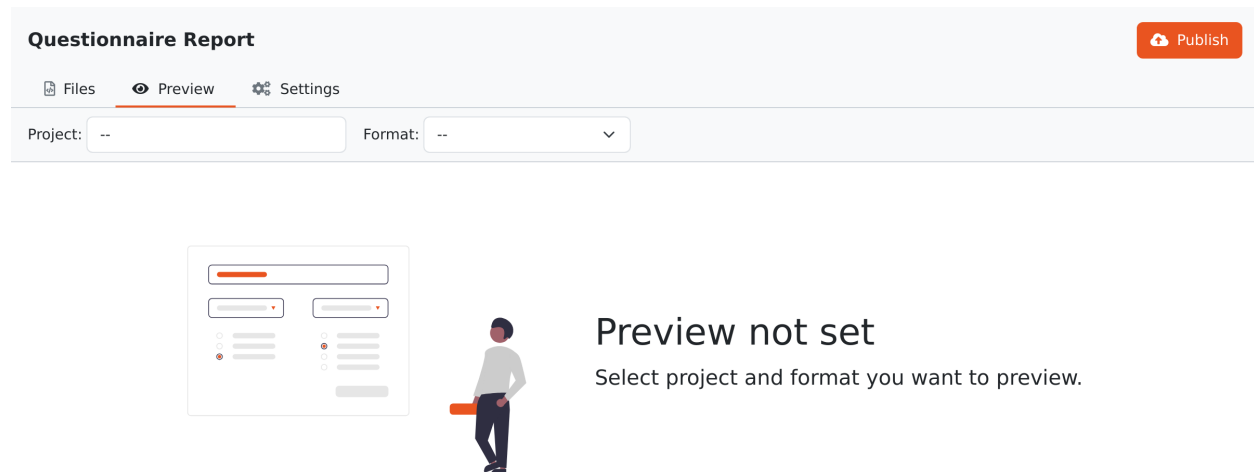 Questionnaire Report
Publish
Files Preview Settings
Project: -- Format: --
Preview not set
Select project and format you want to preview.